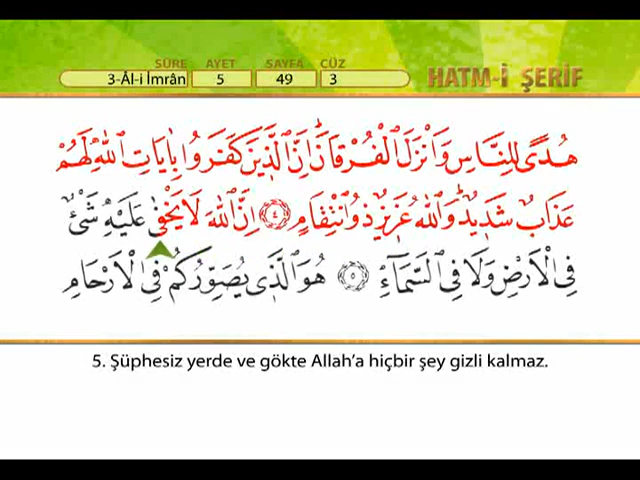 SÛRE AYET SAYFA CÜZ
3-Âl-i İmrân 5 49 3 HATM-İ ŞERİF
هُدًى لِلنَّاسِ وَاَنْزَلَ الْفُرْقَانَۜ اِنَّ الَّذ۪ينَ كَفَرُوا بِاٰيَاتِ اللّٰهِ لَهُمْ
عَذَابٌ شَد۪يدٌۜ وَاللّٰهُ عَز۪يزٌ ذُو انْتِقَامٍ ﴿٤﴾ اِنَّ اللّٰهَ لَا يَخْفٰى عَلَيْهِ شَيْءٌ
فِي الْاَرْضِ وَلَا فِي السَّمَٓاءِ ﴿٥﴾ هُوَ الَّذ۪ي يُصَوِّرُكُمْ فِي الْاَرْحَامِ
5. Şüphesiz yerde ve gökte Allah’a hiçbir şey gizli kalmaz.